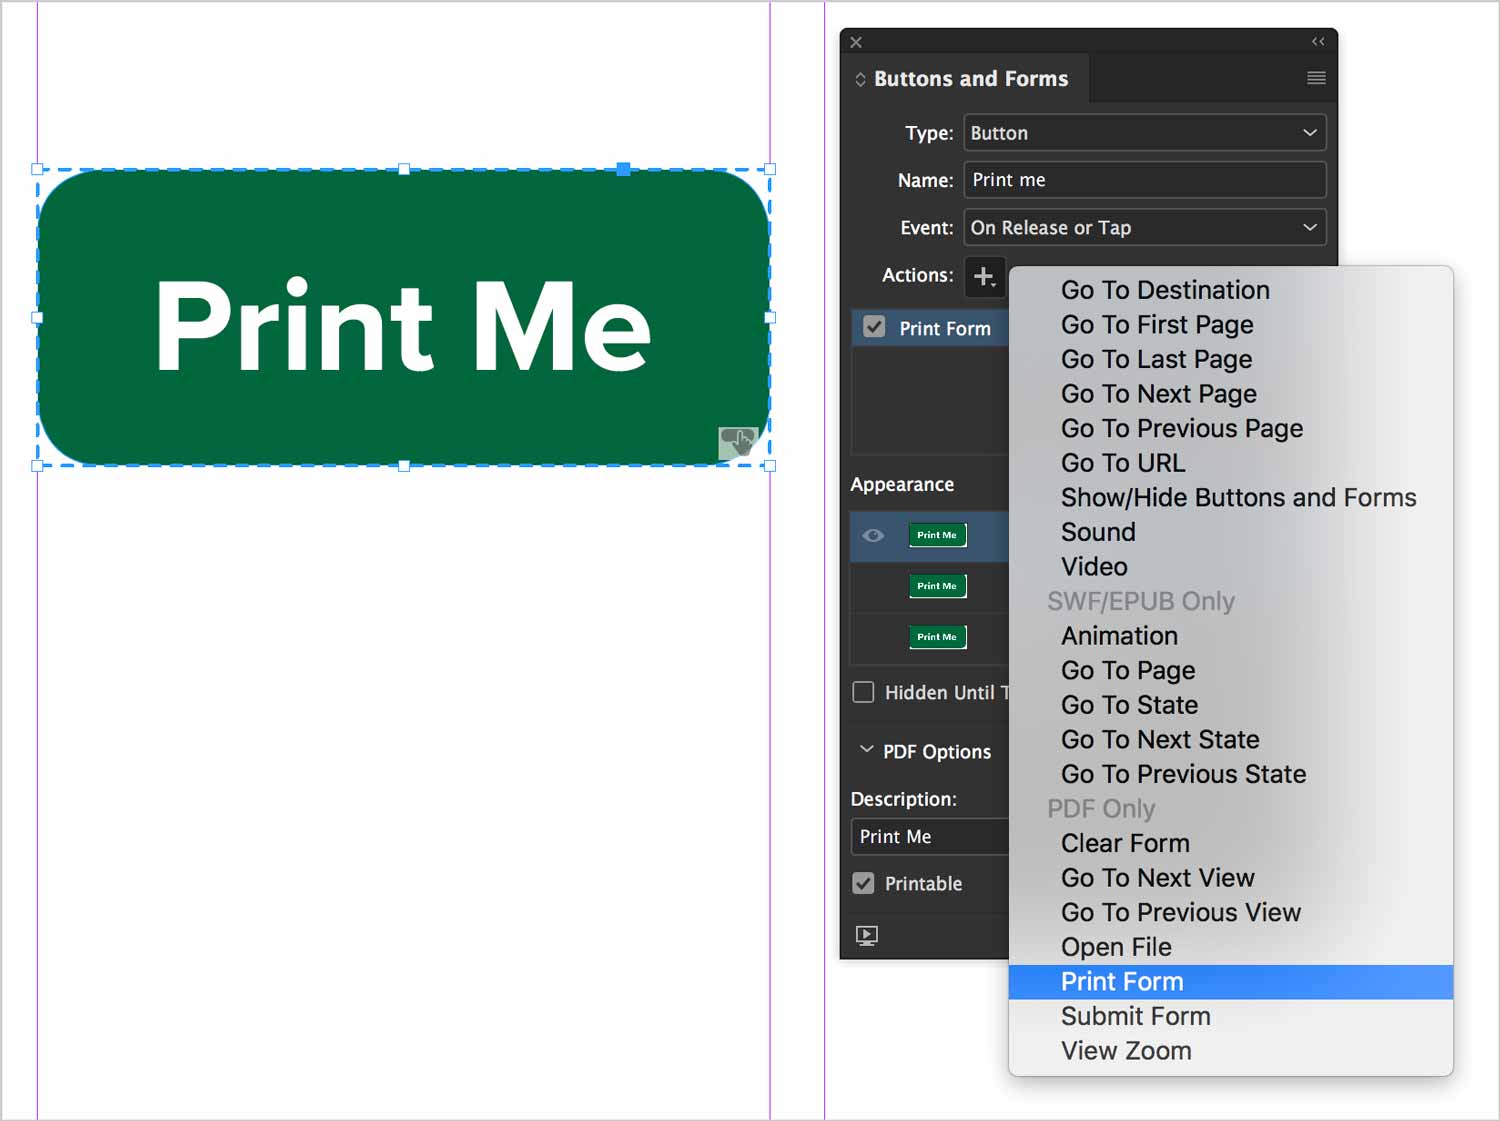 Print Me
Buttons and Forms
Type: Button
Name: Print me
Event: On Release or Tap
Actions:
Print Form
Appearance
Print Me
Print Me
Print Me
Hidden Until T
PDF Options
Description:
Print Me
Printable
Go To Destination
Go To First Page
Go To Last Page
Go To Next Page
Go To Previous Page
Go To URL
Show/Hide Buttons and Forms
Sound
Video
SWF/EPUB Only
Animation
Go To Page
Go To State
Go To Next State
Go To Previous State
PDF Only
Clear Form
Go To Next View
Go To Previous View
Open File
Print Form
Submit Form
View Zoom